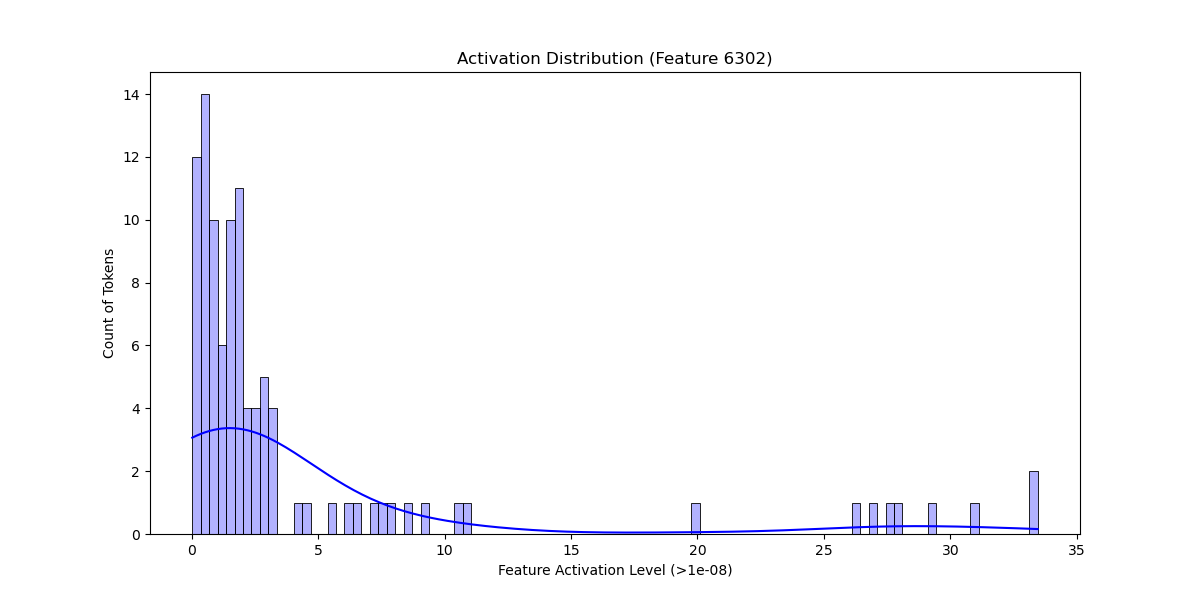 Activation Distribution (Feature 6302)
14
12
10
8
6
4
2
0
Count of Tokens
0 5 10 15 20 25 30 35
Feature Activation Level (>1e-08)